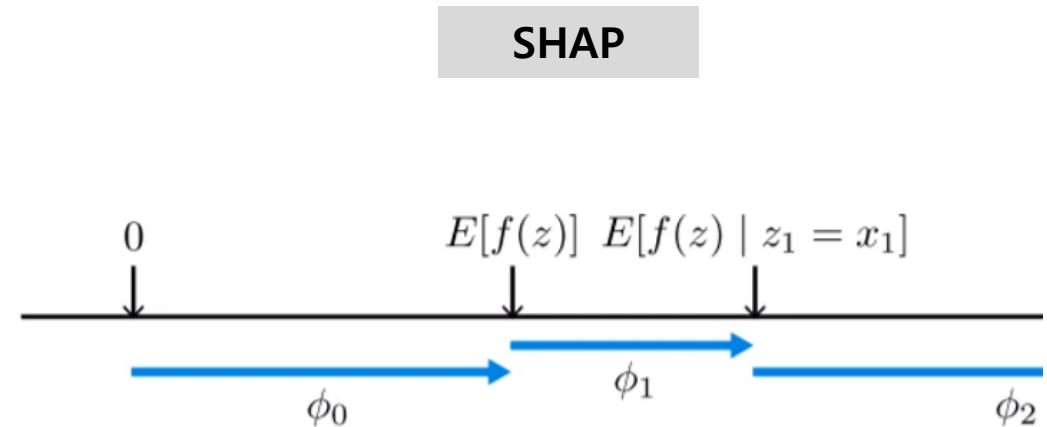 SHAP
0 E[f(z)] E[f(z) | z₁ = x₁]
ϕ₁
ϕ₀ ϕ₂